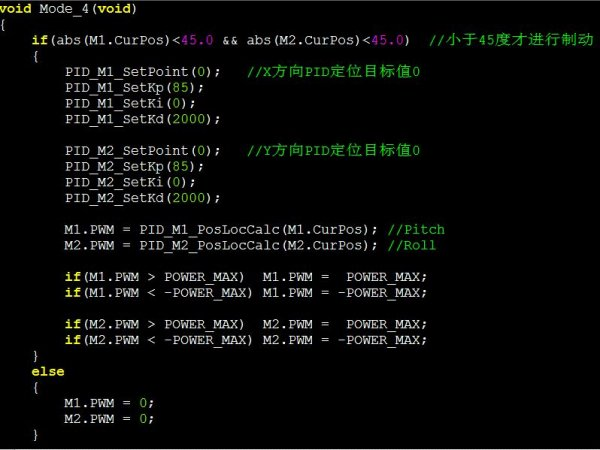 void Mode_4(void)
{
    if(abs(M1.CurPos)<45.0 && abs(M2.CurPos)<45.0)  //小于45度才进行制动
    {
        PID_M1_SetPoint(0);   //X方向PID定位目标值0
        PID_M1_SetKp(85);
        PID_M1_SetKi(0);
        PID_M1_SetKd(2000);
        PID_M2_SetPoint(0);   //Y方向PID定位目标值0
        PID_M2_SetKp(85);
        PID_M2_SetKi(0);
        PID_M2_SetKd(2000);
        M1.PWM = PID_M1_PosLocCalc(M1.CurPos); //Pitch
        M2.PWM = PID_M2_PosLocCalc(M2.CurPos); //Roll
        if(M1.PWM > POWER_MAX)  M1.PWM =  POWER_MAX;
        if(M1.PWM < -POWER_MAX) M1.PWM = -POWER_MAX;
        if(M2.PWM > POWER_MAX)  M2.PWM =  POWER_MAX;
        if(M2.PWM < -POWER_MAX) M2.PWM = -POWER_MAX;
    }
    else
    {
        M1.PWM = 0;
        M2.PWM = 0;
    }